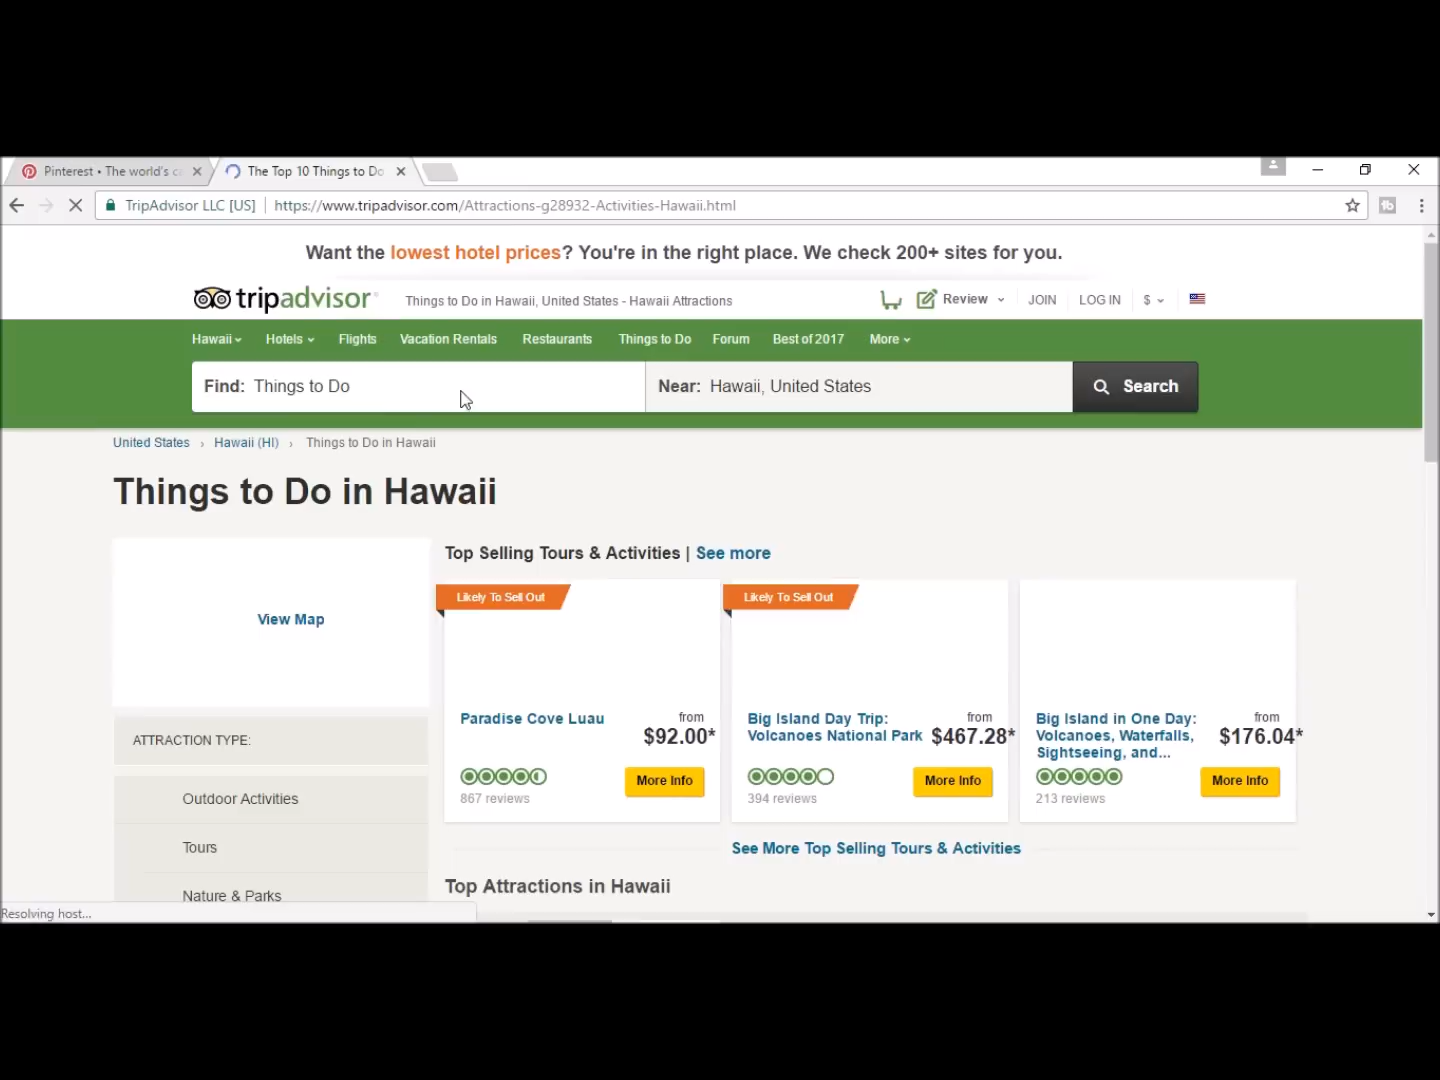 Pinterest • The world's ca
The Top 10 Things to Do
TripAdvisor LLC [US] https://www.tripadvisor.com/Attractions-g28932-Activities-Hawaii.html
Want the lowest hotel prices? You're in the right place. We check 200+ sites for you.
tripadvisor Things to Do in Hawaii, United States - Hawaii Attractions Review JOIN LOG IN $
Hawaii Hotels Flights Vacation Rentals Restaurants Things to Do Forum Best of 2017 More
Find: Things to Do Near: Hawaii, United States Search
United States › Hawaii (HI) › Things to Do in Hawaii
Things to Do in Hawaii
Top Selling Tours & Activities | See more
View Map
ATTRACTION TYPE:
Outdoor Activities
Tours
Nature & Parks
Likely To Sell Out
Paradise Cove Luau
from
$92.00*
867 reviews
More Info
Likely To Sell Out
Big Island Day Trip:
Volcanoes National Park
from
$467.28*
394 reviews
More Info
Big Island in One Day:
Volcanoes, Waterfalls,
Sightseeing, and...
from
$176.04*
213 reviews
More Info
See More Top Selling Tours & Activities
Top Attractions in Hawaii
Resolving host...